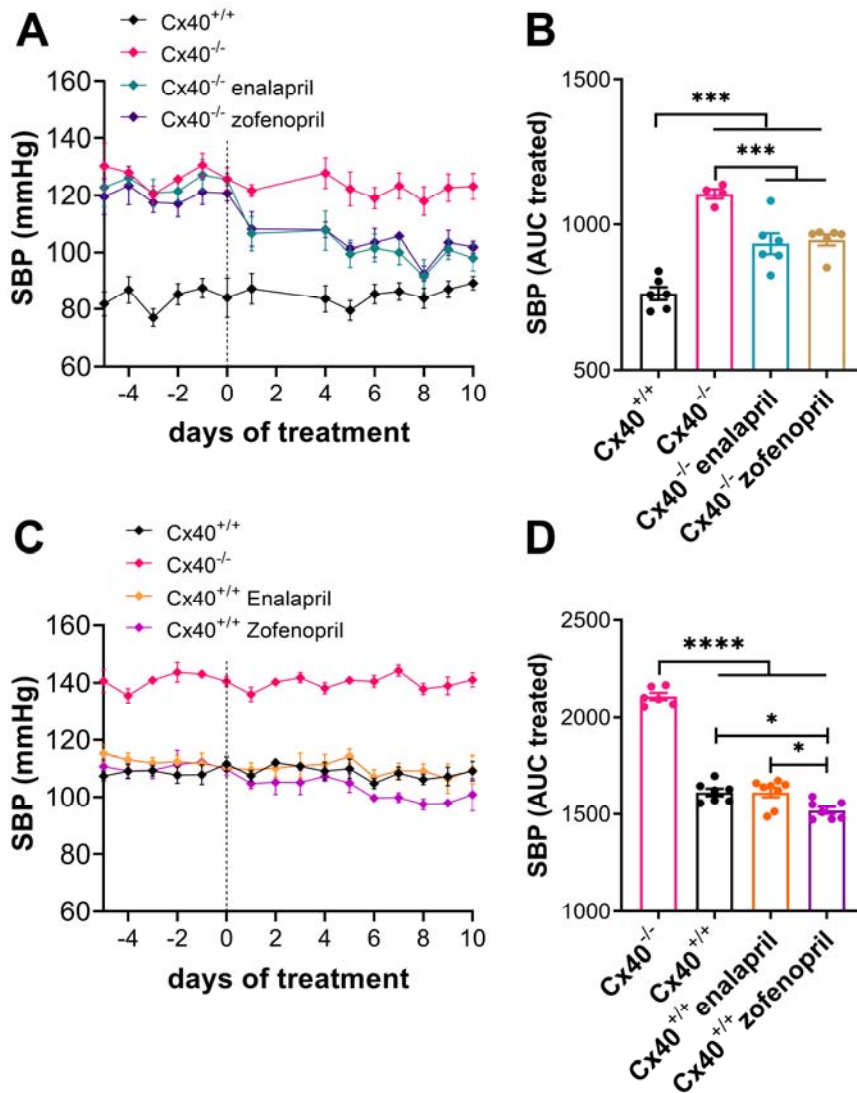 A
Cx40+/+
Cx40-/-
Cx40-/- enalapril
Cx40-/- zofenopril
160
140
120
100
80
60
SBP (mmHg)
-4 -2 0 2 4 6 8 10
days of treatment
B
1500
1000
500
SBP (AUC treated)
***
***
Cx40+/+
Cx40-/-
Cx40-/- enalapril
Cx40-/- zofenopril
C
Cx40+/+
Cx40-/-
Cx40+/+ Enalapril
Cx40+/+ Zofenopril
160
140
120
100
80
60
SBP (mmHg)
-4 -2 0 2 4 6 8 10
days of treatment
D
2500
2000
1500
1000
SBP (AUC treated)
****
*
*
Cx40-/-
Cx40+/+
Cx40+/+ enalapril
Cx40+/+ zofenopril